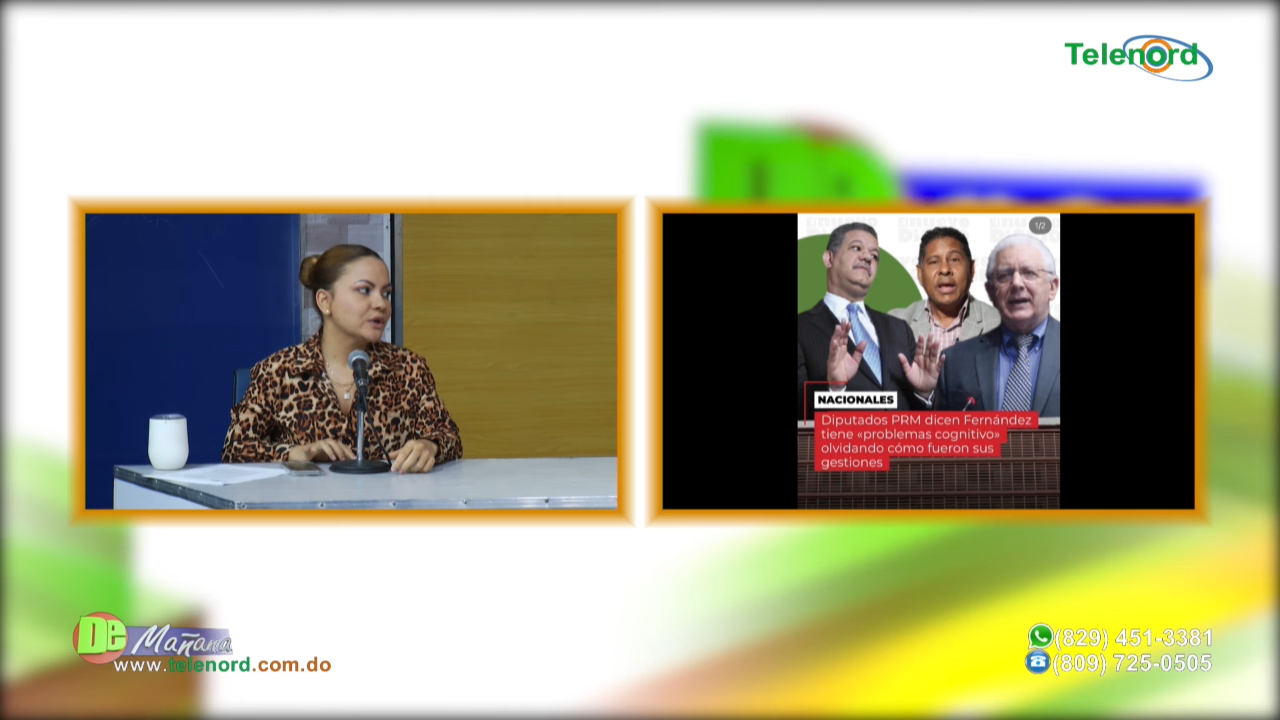 Telenord
1/2
NACIONALES
Diputados PRM dicen Fernández
tiene «problemas cognitivo»
olvidando cómo fueron sus
gestiones
De Mañana
www.telenord.com.do
(829) 451-3381
(809) 725-0505